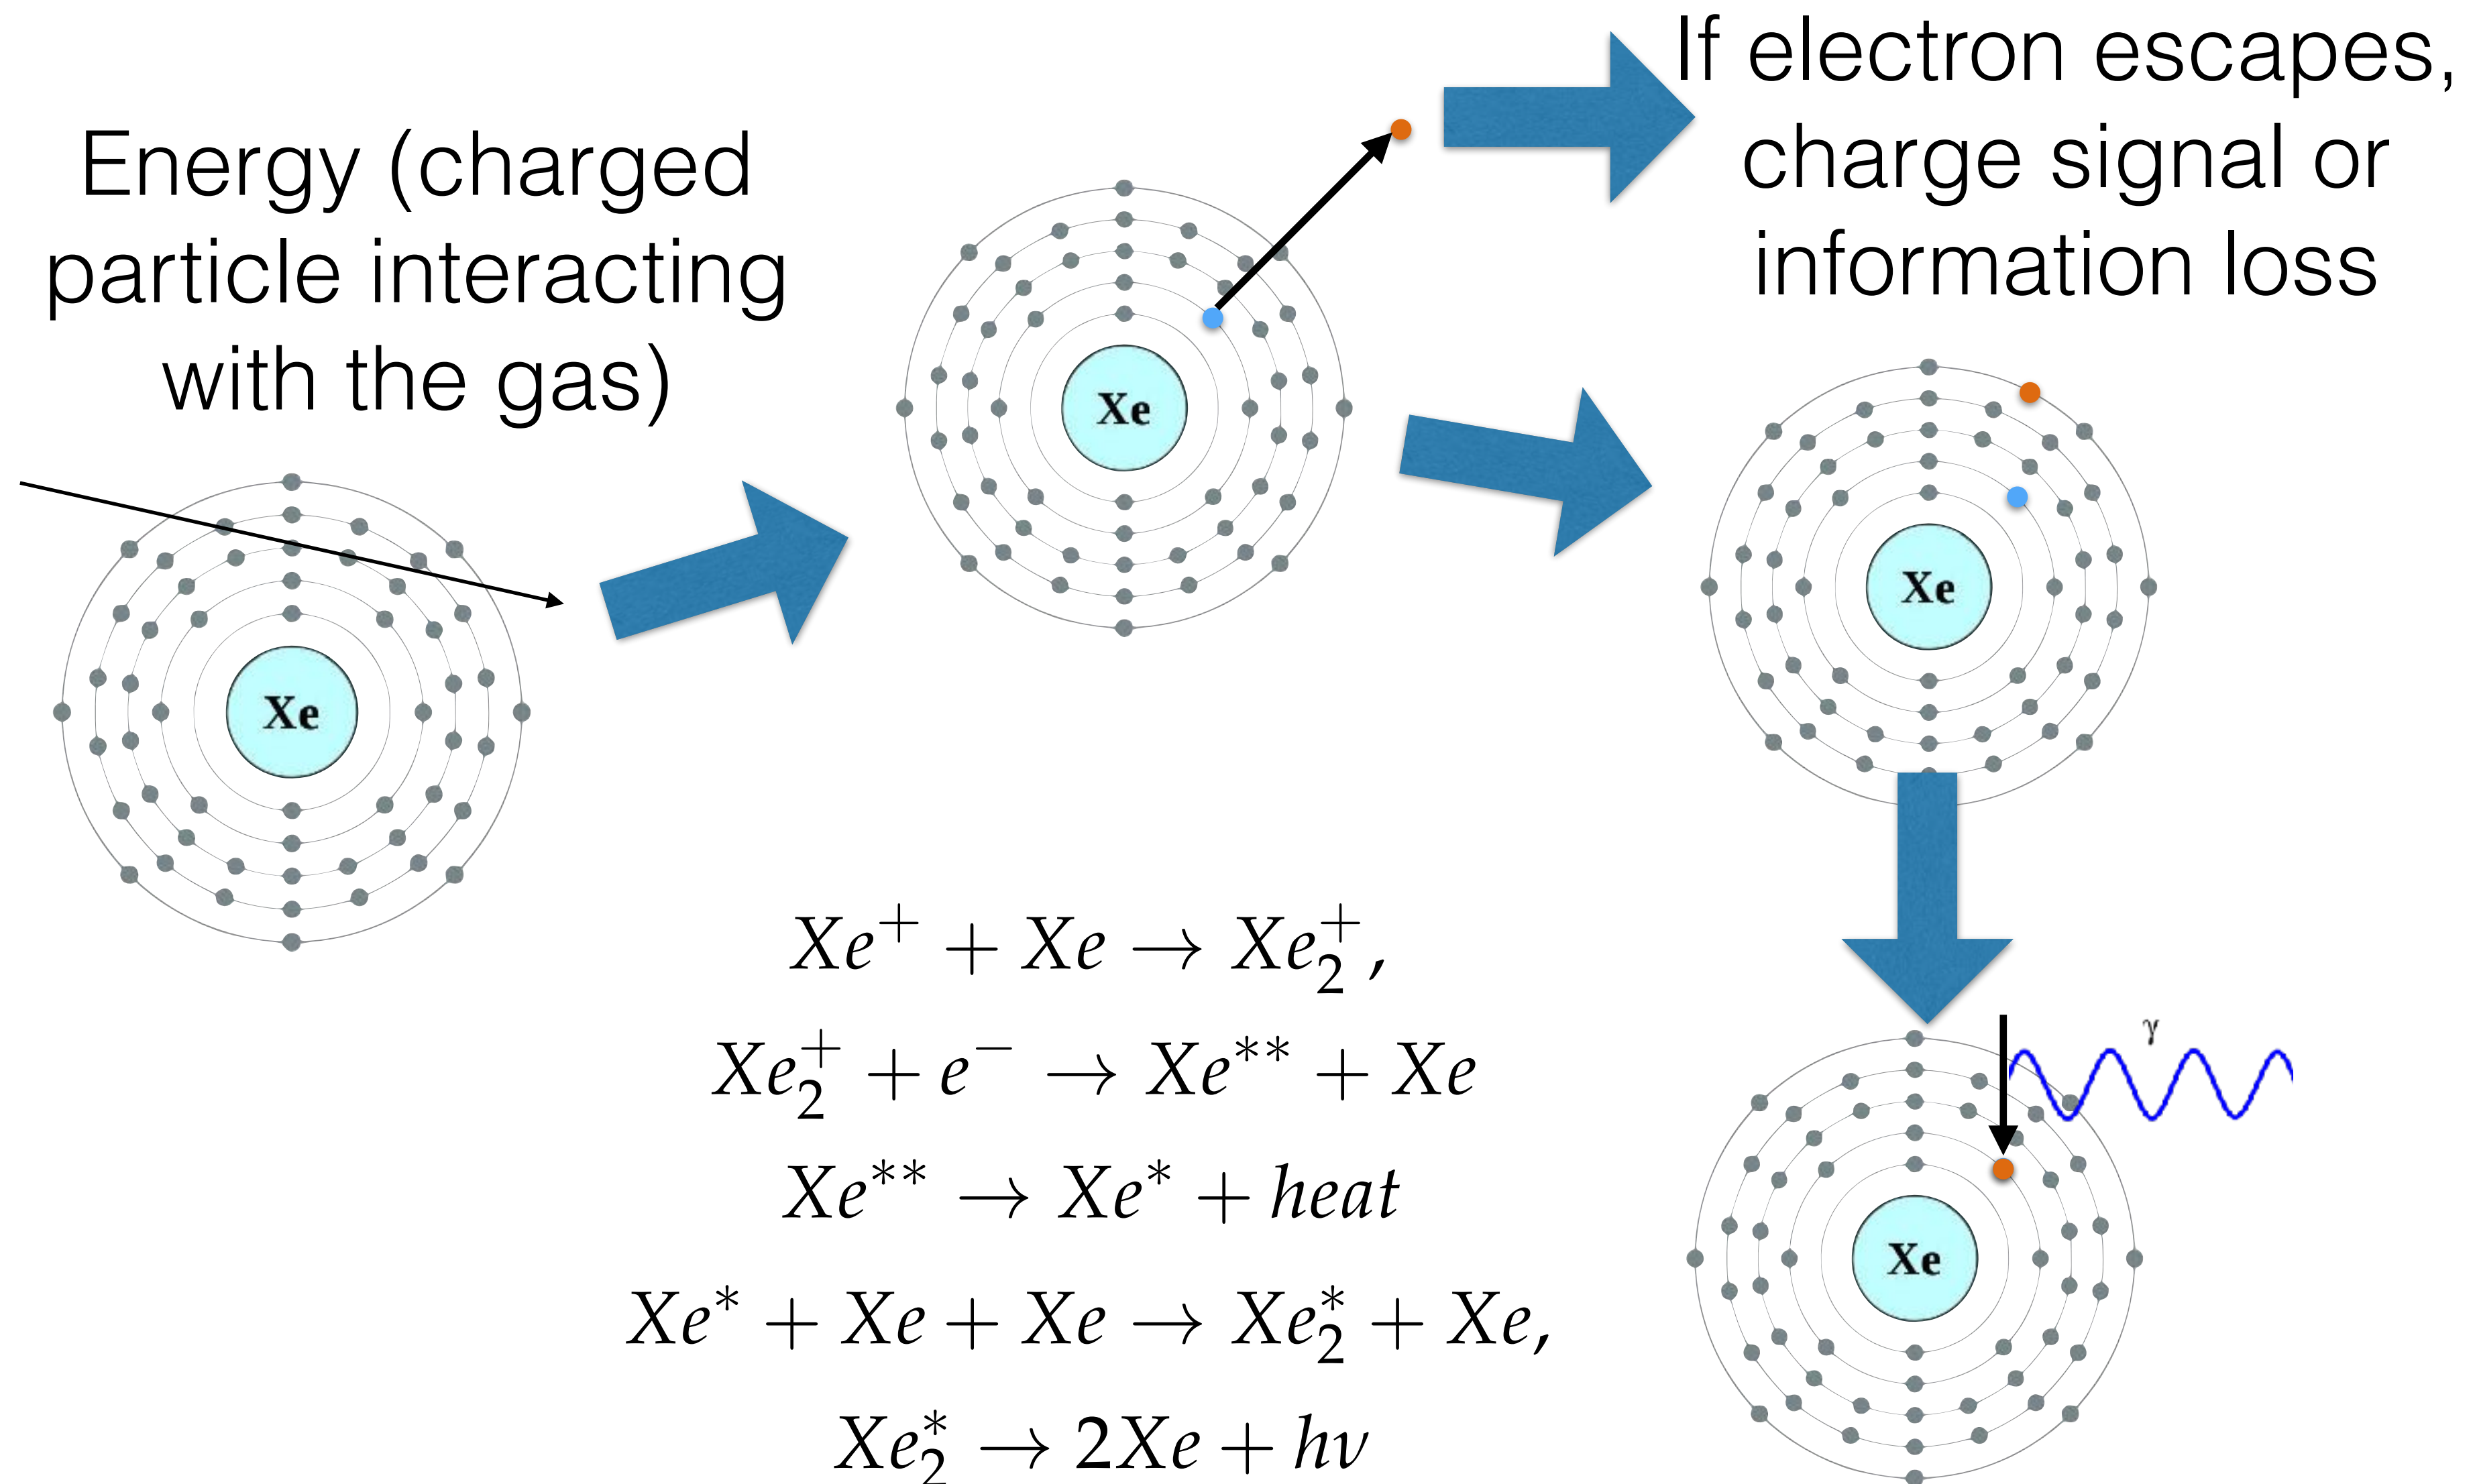 Energy (charged
particle interacting
with the gas)
If electron escapes,
charge signal or
information loss
Xe
Xe
Xe
Xe
γ
Xe⁺ + Xe → Xe₂⁺,
Xe₂⁺ + e⁻ → Xe** + Xe
Xe** → Xe* + heat
Xe* + Xe + Xe → Xe₂* + Xe,
Xe₂* → 2Xe + hν